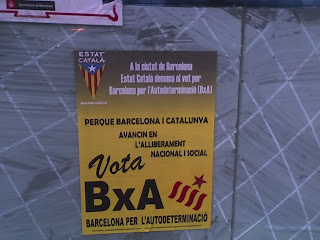 ESTAT
CATALÀ
A la ciutat de Barcelona
Estat Català demana el vot per
Barcelona per l'Autodeterminació (BxA)
PERQUE BARCELONA I CATALUNYA
AVANCIN EN
L'ALLIBERAMENT
NACIONAL I SOCIAL
Vota
BxA
BARCELONA PER L'AUTODETERMINACIÓ